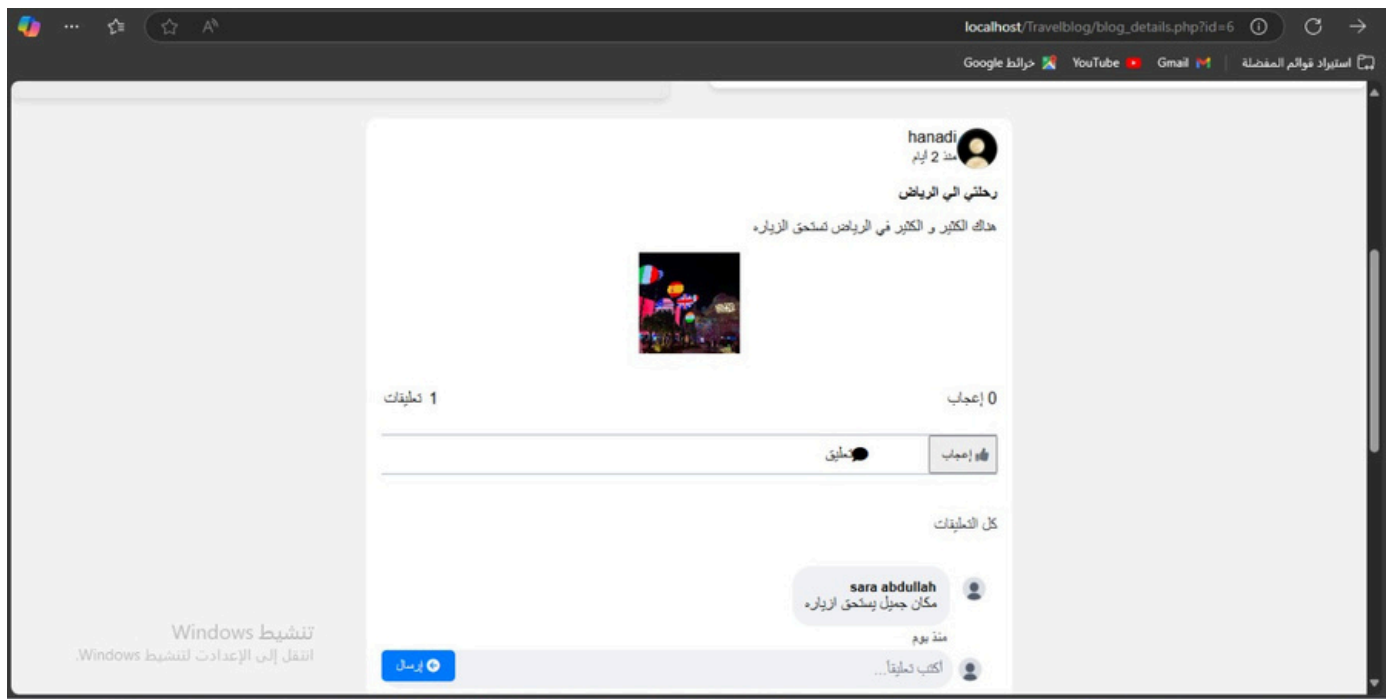 localhost/Travelblog/blog_details.php?id=6
استيراد قوائم المفضلة Gmail YouTube خرائط Google
hanadi
منذ 2 أيام
رحلتي الي الرياض
هناك الكثير و الكثير في الرياض تستحق الزياره
0 إعجاب
1 تعليقات
إعجاب
تعليق
كل التعليقات
sara abdullah
مكان جميل يستحق ازياره
منذ يوم
أكتب تعليقاً...
إرسال
تنشيط Windows
انتقل إلى الإعدادات لتنشيط Windows.